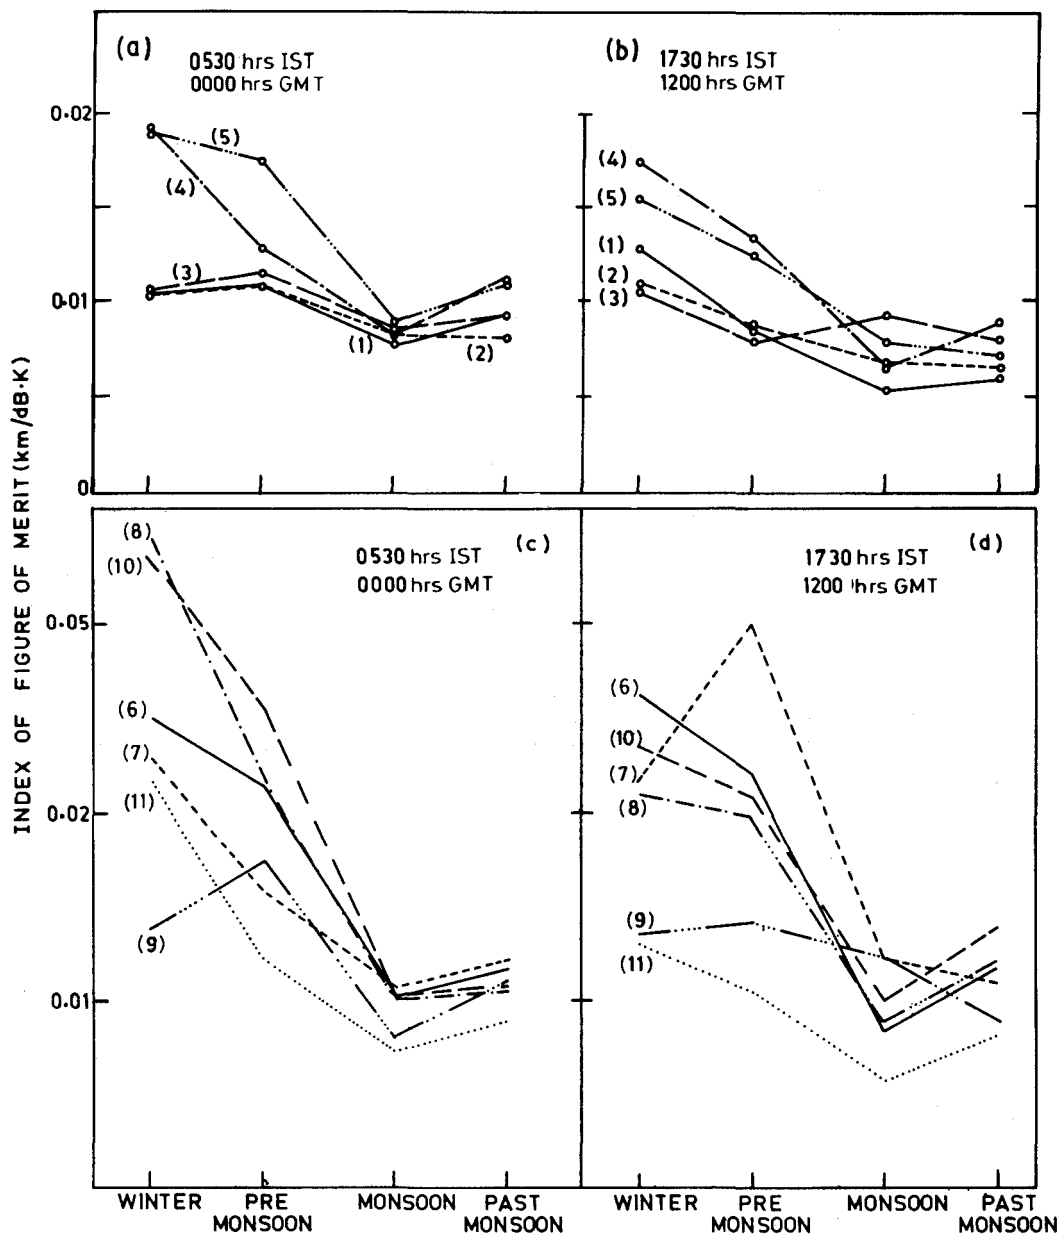 INDEX OF FIGURE OF MERIT (km/dB·K)
(a)
0530 hrs IST
0000 hrs GMT
0.02
0.01
0
(5)
(4)
(3)
(1)
(2)
(b)
1730 hrs IST
1200 hrs GMT
(4)
(5)
(1)
(2)
(3)
(c)
0530 hrs IST
0000 hrs GMT
0.05
0.02
0.01
(8)
(10)
(6)
(7)
(11)
(9)
(d)
1730 hrs IST
1200 hrs GMT
(6)
(10)
(7)
(8)
(9)
(11)
WINTER
PRE
MONSOON
MONSOON
PAST
MONSOON
WINTER
PRE
MONSOON
MONSOON
PAST
MONSOON